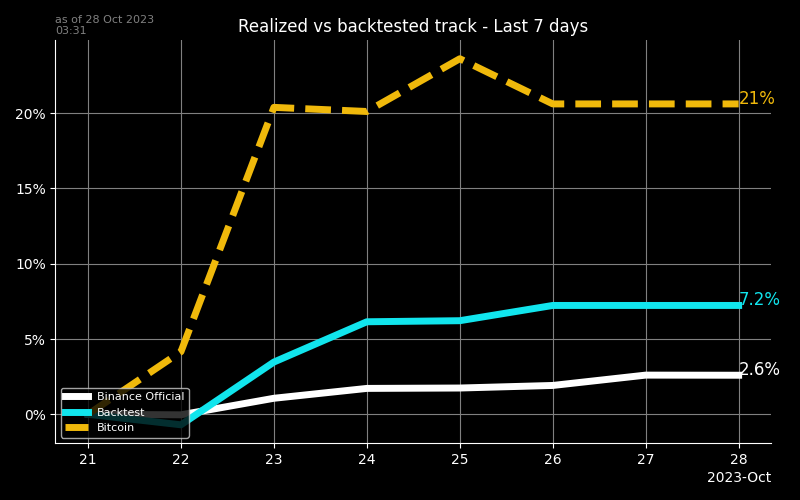 as of 28 Oct 2023
03:31
Realized vs backtested track - Last 7 days
20%
15%
10%
5%
0%
21%
7.2%
2.6%
Binance Official
Backtest
Bitcoin
21 22 23 24 25 26 27 28
2023-Oct